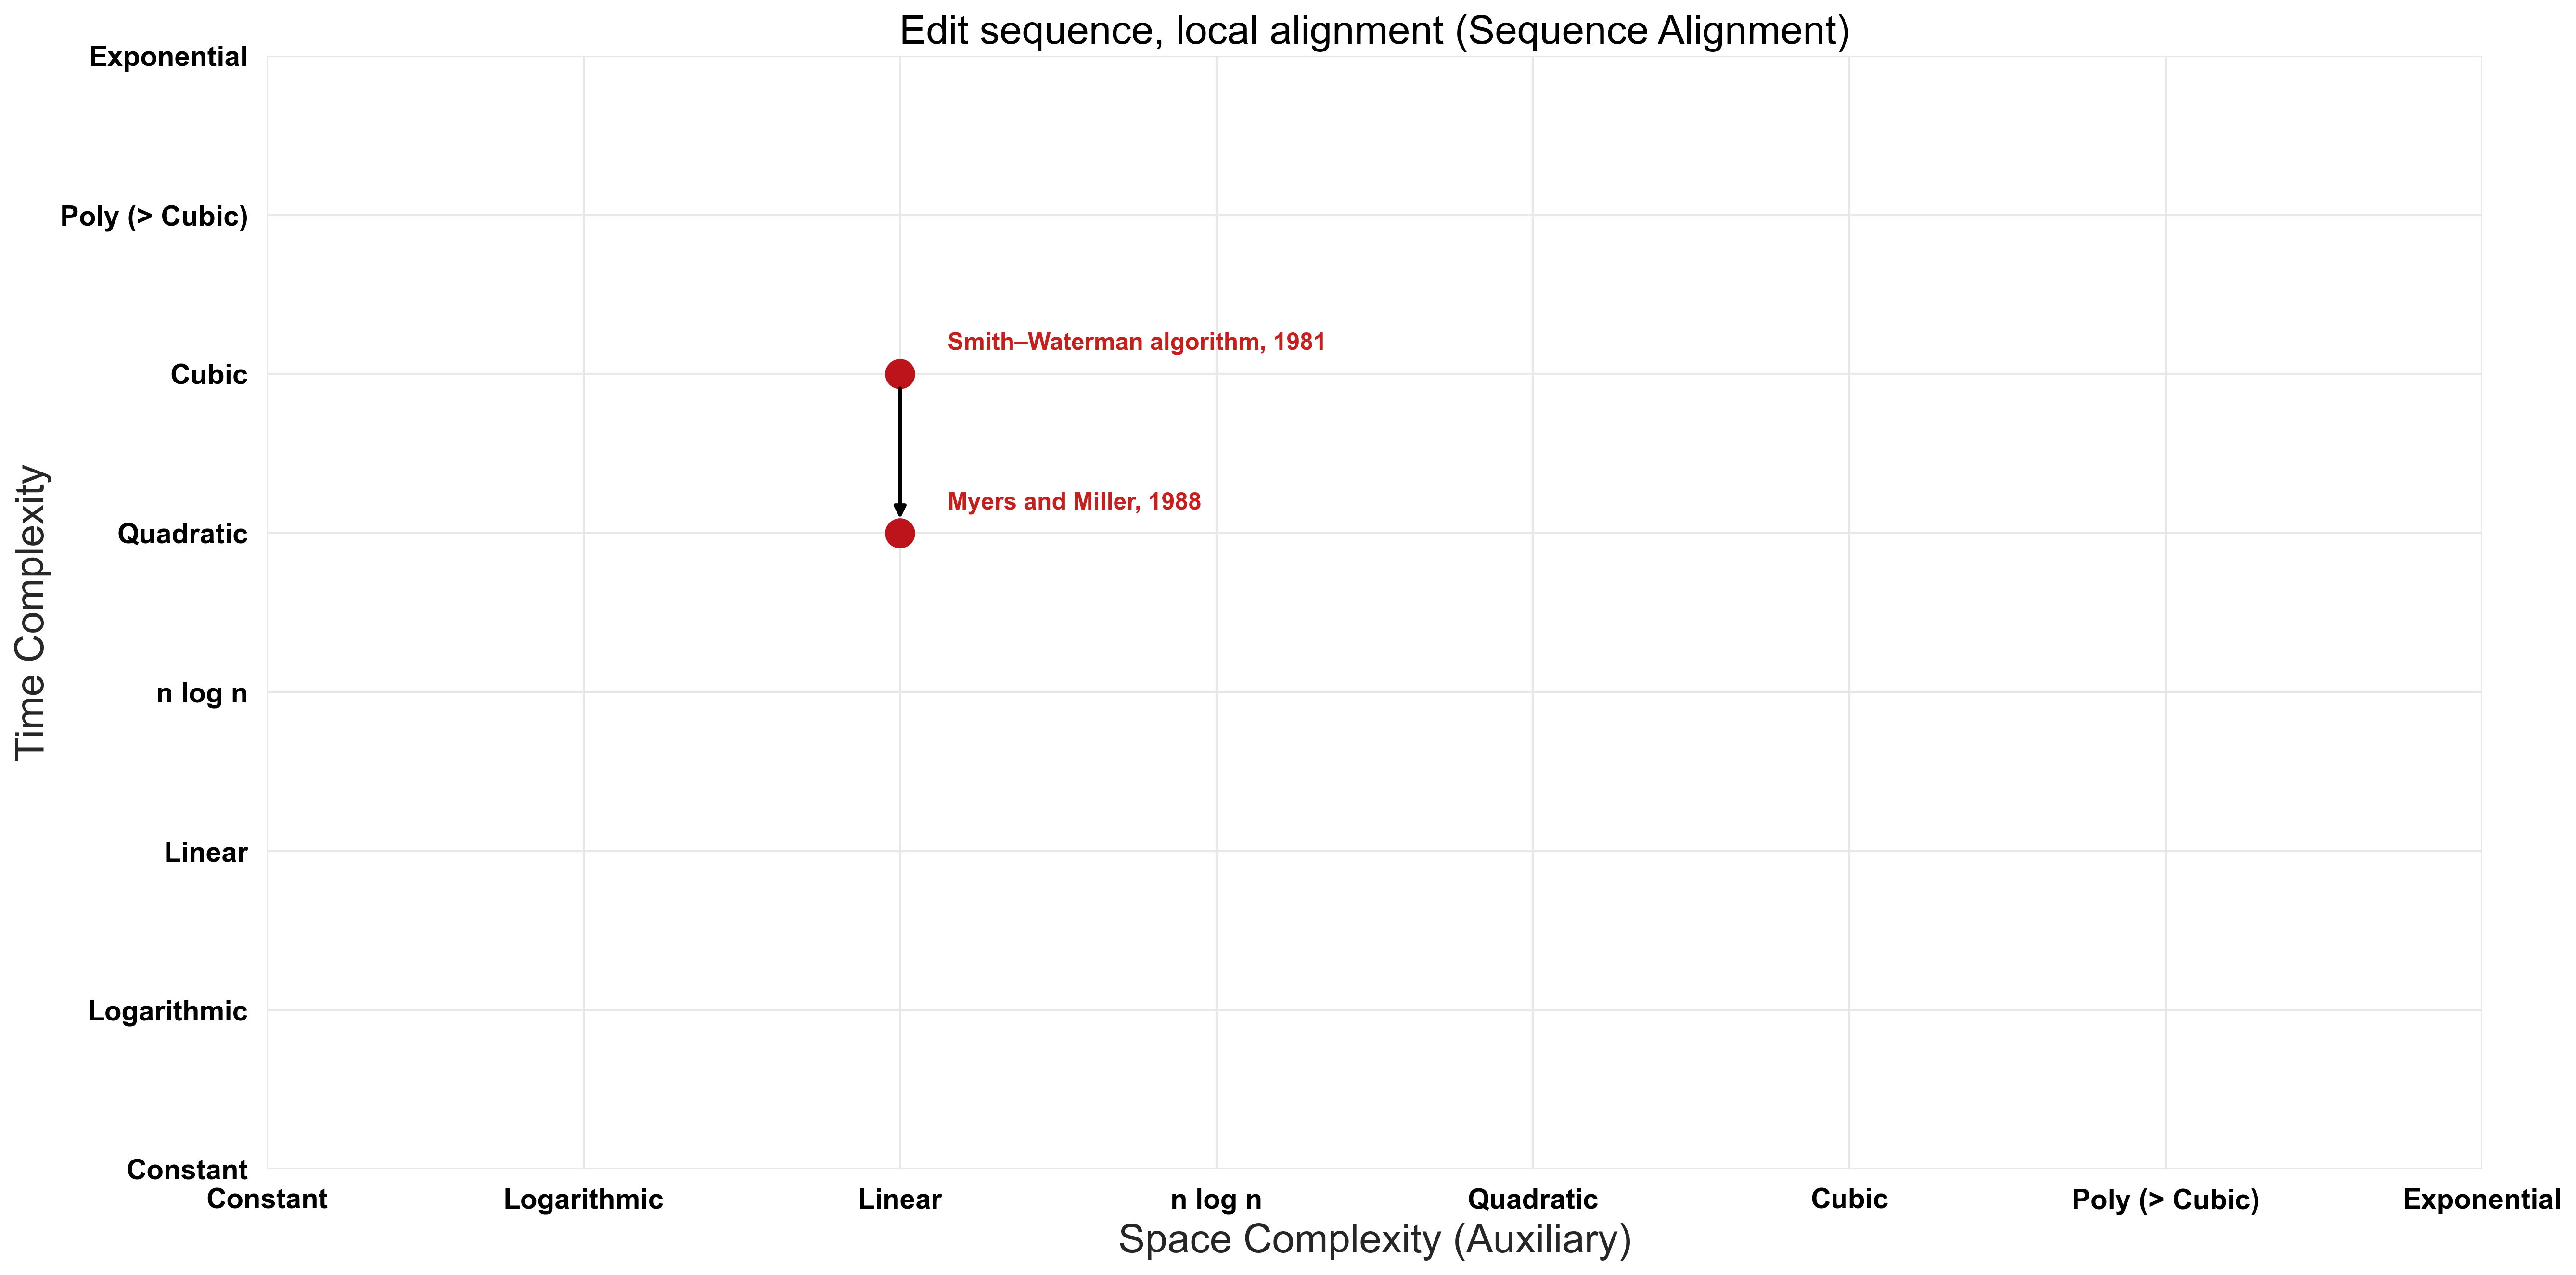 Edit sequence, local alignment (Sequence Alignment)
Exponential
Poly (> Cubic)
Cubic
Quadratic
n log n
Linear
Logarithmic
Constant
Time Complexity
Smith–Waterman algorithm, 1981
Myers and Miller, 1988
Constant
Logarithmic
Linear
n log n
Quadratic
Cubic
Poly (> Cubic)
Exponential
Space Complexity (Auxiliary)